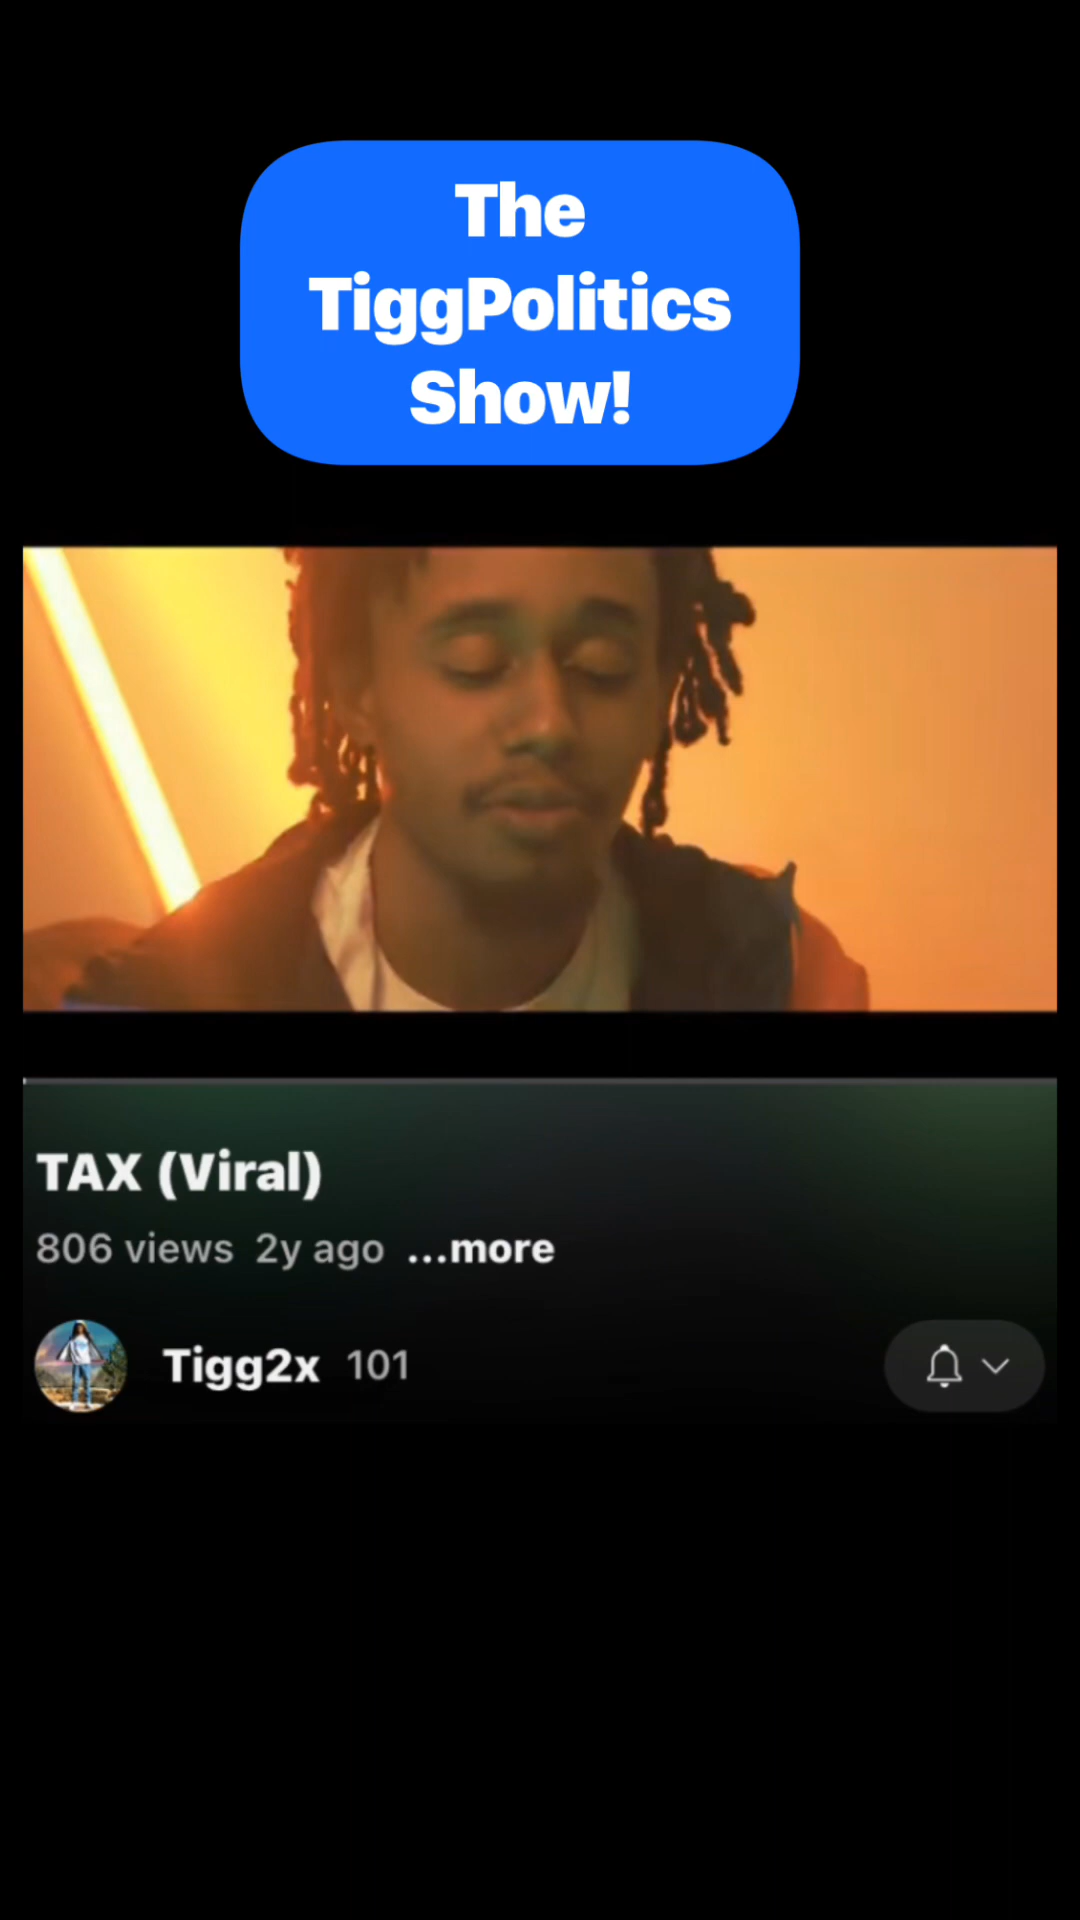 The
TiggPolitics
Show!
TAX (Viral)
806 views 2y ago ...more
Tigg2x 101